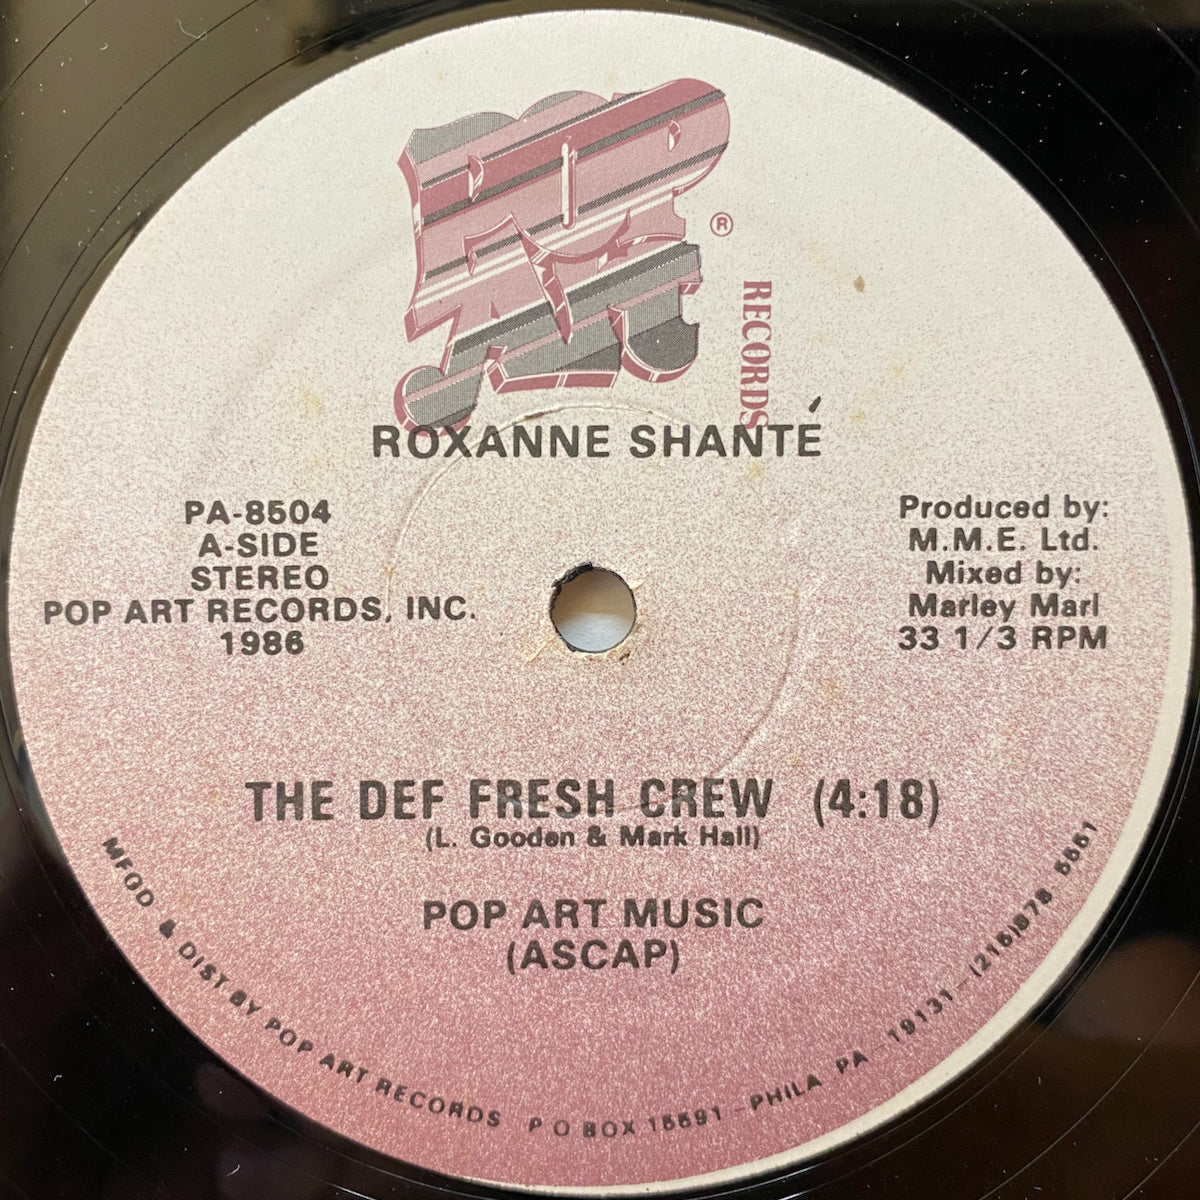 POP
ART
®
RECORDS
ROXANNE SHANTÉ
PA-8504
A-SIDE
STEREO
POP ART RECORDS, INC.
1986
Produced by:
M.M.E. Ltd.
Mixed by:
Marley Marl
33 1/3 RPM
THE DEF FRESH CREW (4:18)
(L. Gooden & Mark Hall)
POP ART MUSIC
(ASCAP)
MFGD & DIST BY POP ART RECORDS P O BOX 15591 - PHILA PA 19131 - (215)878 5551